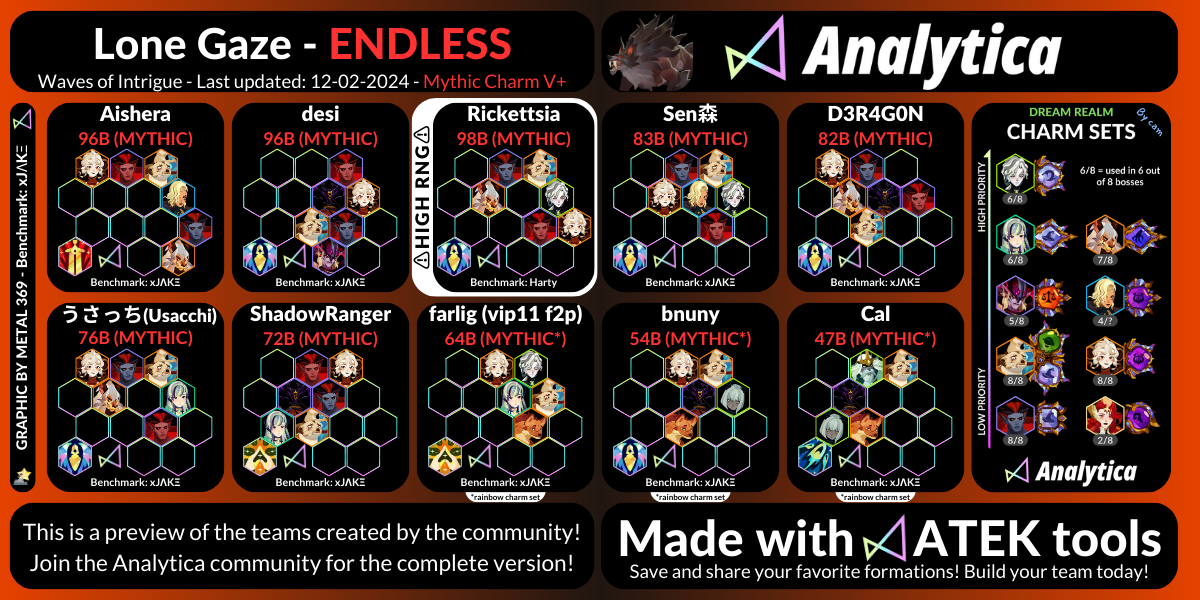 Lone Gaze - ENDLESS
Waves of Intrigue - Last updated: 12-02-2024 - Mythic Charm V+
Analytica
GRAPHIC BY METAL 369 - Benchmark: xJΛKΞ
Aishera
96B (MYTHIC)
Benchmark: xJΛKΞ
desi
96B (MYTHIC)
Benchmark: xJΛKΞ
⚠HIGH RNG⚠
Rickettsia
98B (MYTHIC)
Benchmark: Harty
Sen森
83B (MYTHIC)
Benchmark: xJΛKΞ
D3R4G0N
82B (MYTHIC)
Benchmark: xJΛKΞ
うさっち(Usacchi)
76B (MYTHIC)
Benchmark: xJΛKΞ
ShadowRanger
72B (MYTHIC)
Benchmark: xJΛKΞ
farlig (vip11 f2p)
64B (MYTHIC*)
Benchmark: xJΛKΞ
*rainbow charm set
bnuny
54B (MYTHIC*)
Benchmark: xJΛKΞ
*rainbow charm set
Cal
47B (MYTHIC*)
Benchmark: xJΛKΞ
*rainbow charm set
DREAM REALM
By cam
CHARM SETS
HIGH PRIORITY
LOW PRIORITY
6/8 = used in 6 out
of 8 bosses
6/8
6/8
7/8
5/8
4/?
8/8
8/8
8/8
2/8
Analytica
This is a preview of the teams created by the community!
Join the Analytica community for the complete version!
Made with ATEK tools
Save and share your favorite formations! Build your team today!